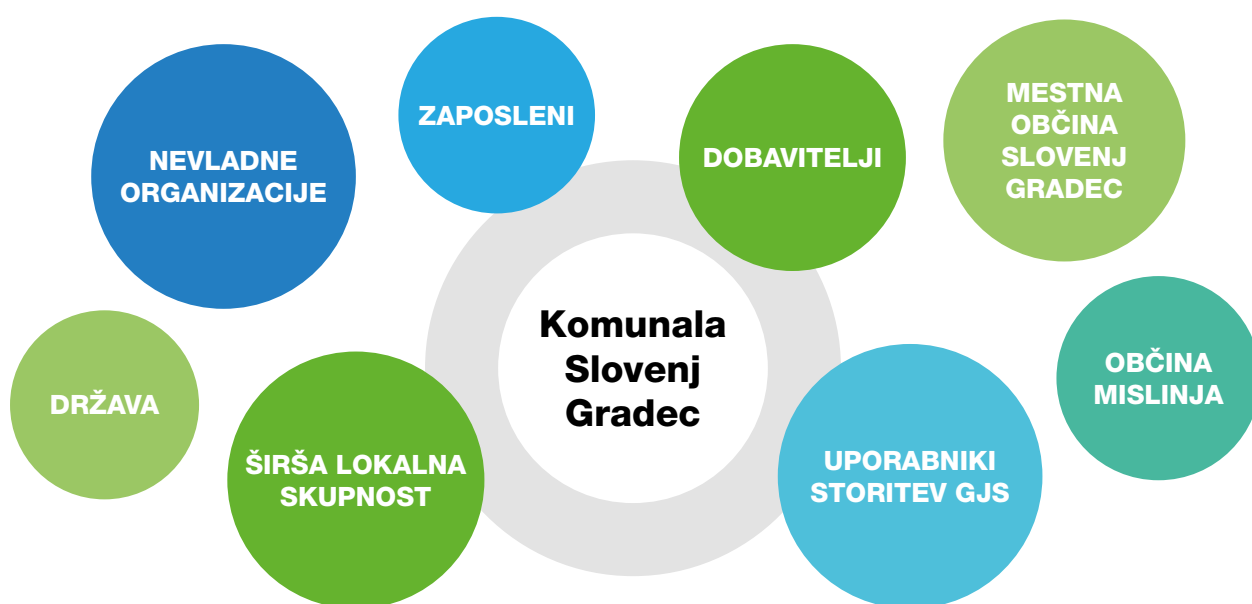 NEVLADNE
ORGANIZACIJE
ZAPOSLENI
DOBAVITELJI
MESTNA
OBČINA
SLOVENJ
GRADEC
DRŽAVA
ŠIRŠA LOKALNA
SKUPNOST
Komunala
Slovenj
Gradec
UPORABNIKI
STORITEV GJS
OBČINA
MISLINJA